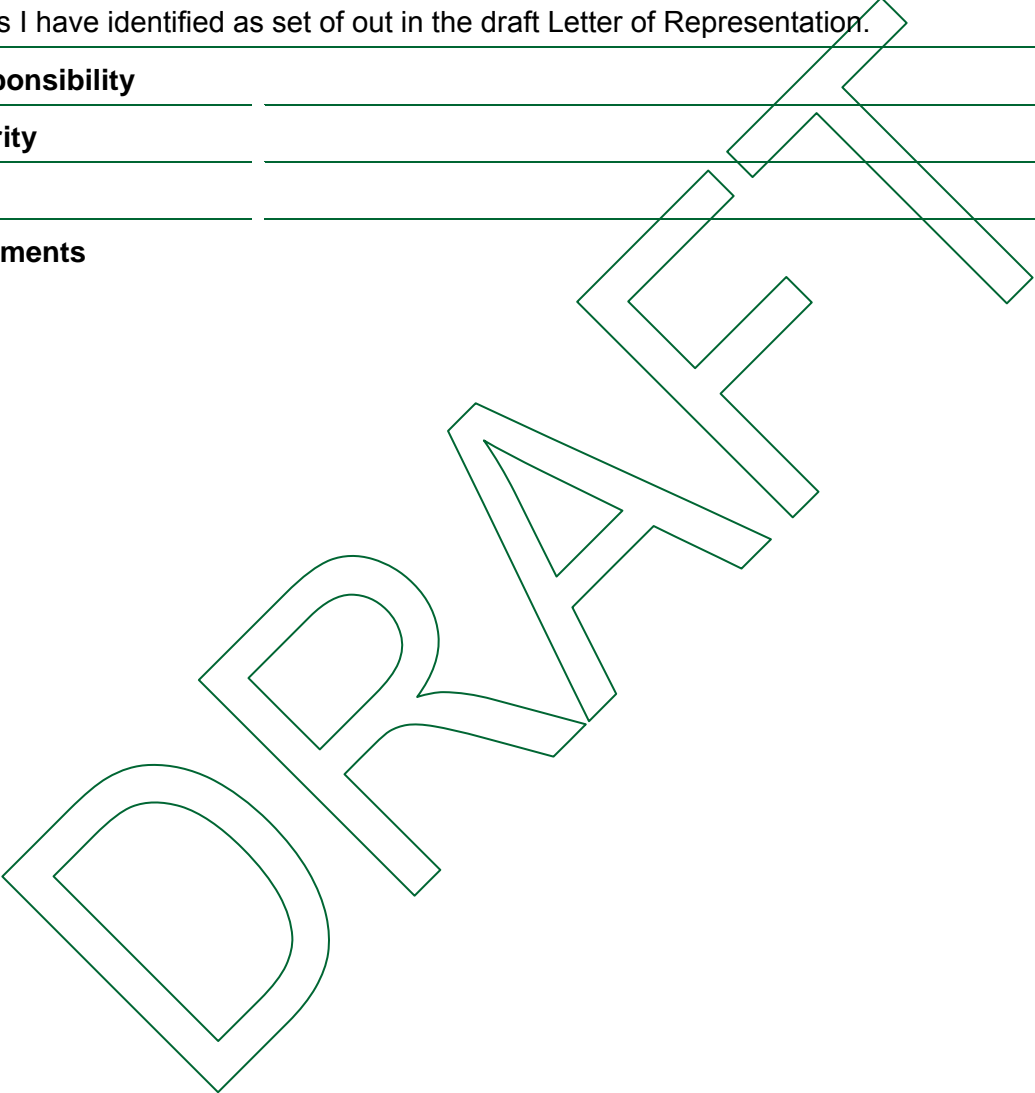 s I have identified as set of out in the draft Letter of Representation.
ponsibility
rity
ments
DRAFT